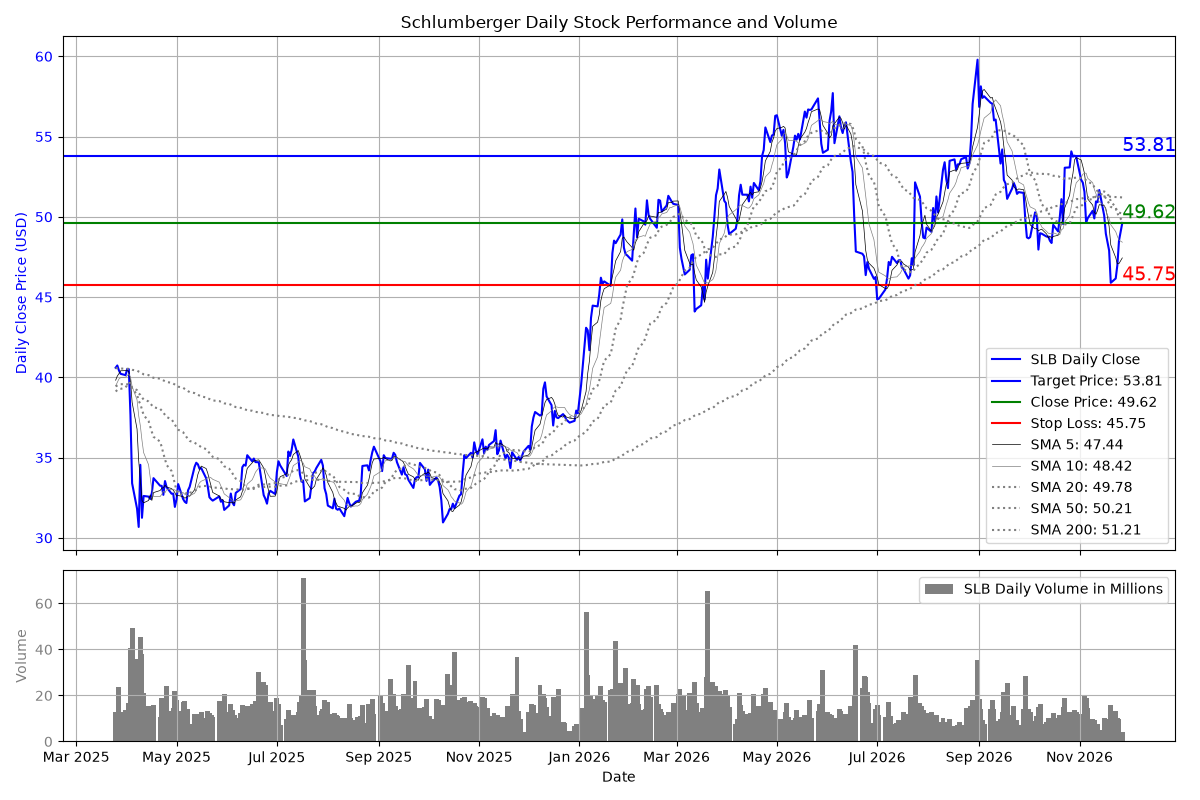 Schlumberger Daily Stock Performance and Volume
Daily Close Price (USD)
60
55
50
45
40
35
30
53.81
49.62
45.75
SLB Daily Close
Target Price: 53.81
Close Price: 49.62
Stop Loss: 45.75
SMA 5: 47.44
SMA 10: 48.42
SMA 20: 49.78
SMA 50: 50.21
SMA 200: 51.21
Volume
60
40
20
0
SLB Daily Volume in Millions
Mar 2025 May 2025 Jul 2025 Sep 2025 Nov 2025 Jan 2026 Mar 2026 May 2026 Jul 2026 Sep 2026 Nov 2026
Date